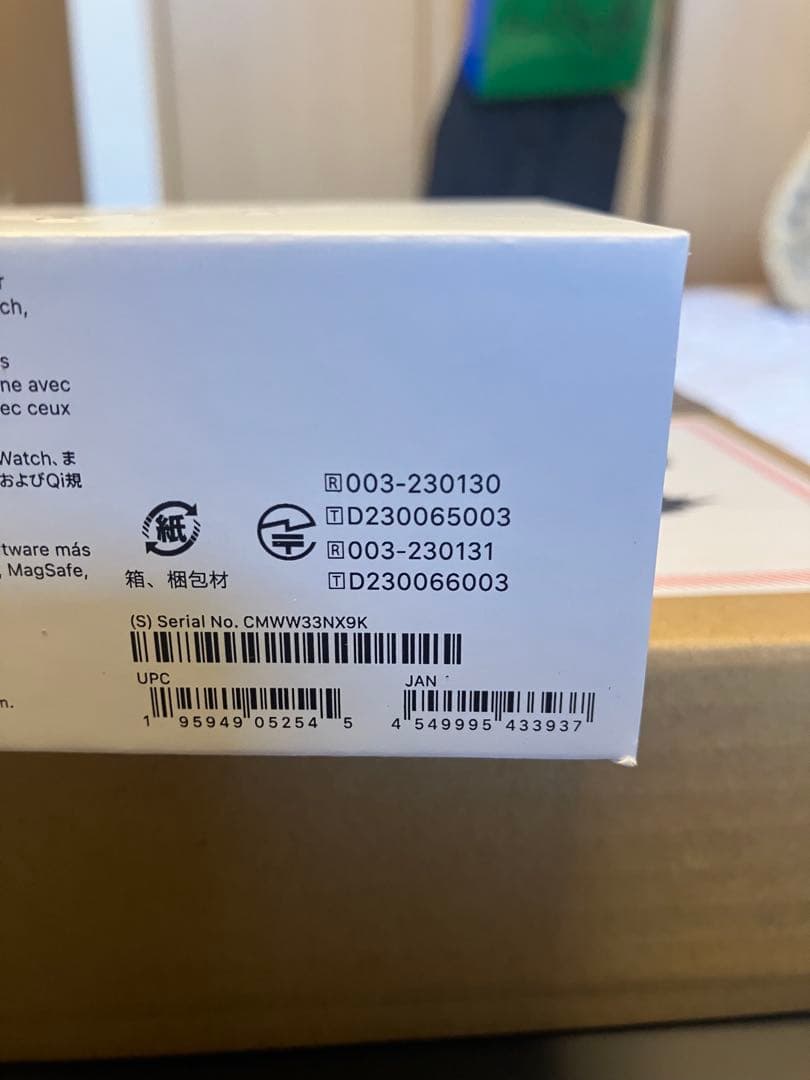 r
ch,
s
ne avec
ec ceux
Watch、ま
およびQi規
tware más
, MagSafe,
n.
紙
箱、梱包材
R003-230130
TD230065003
R003-230131
TD230066003
(S) Serial No. CMWW33NX9K
UPC
1 95949 05254 5
JAN
4 549995 433937